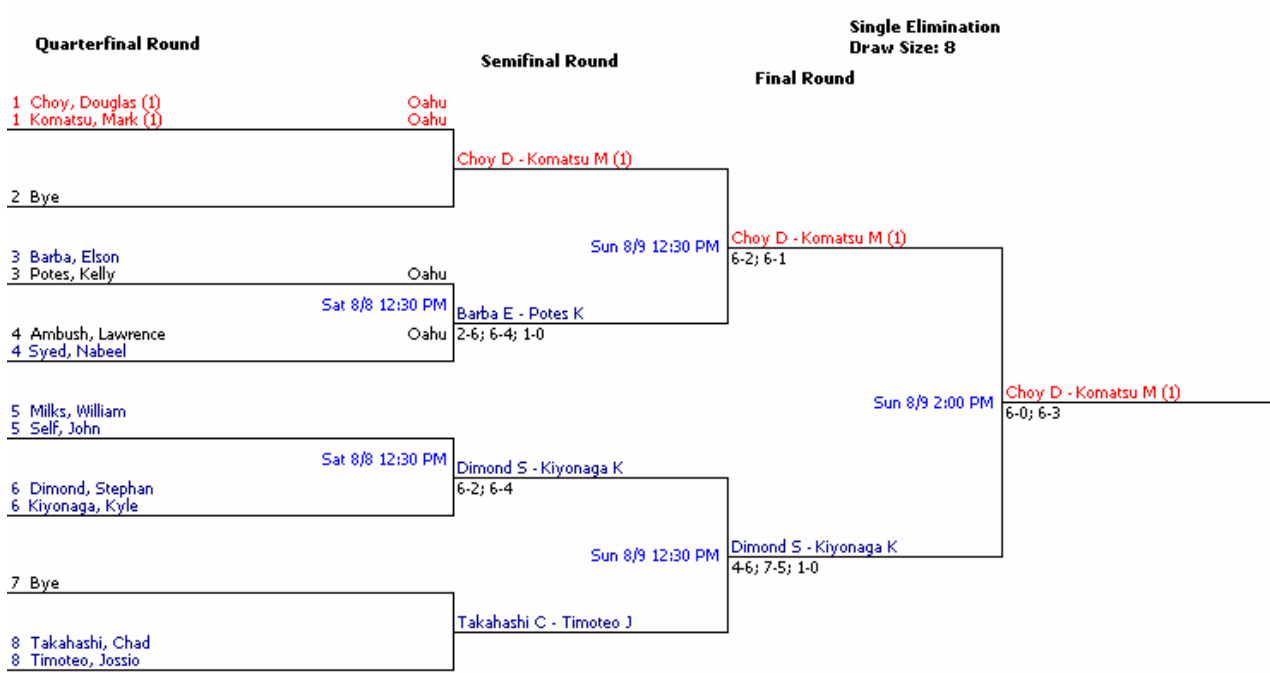 Single Elimination
Draw Size: 8
Quarterfinal Round
Semifinal Round
Final Round
1 Choy, Douglas (1) Oahu
1 Komatsu, Mark (1) Oahu
Choy D - Komatsu M (1)
2 Bye
Sun 8/9 12:30 PM
Choy D - Komatsu M (1)
6-2; 6-1
3 Barba, Elson
3 Potes, Kelly Oahu
Sat 8/8 12:30 PM
Barba E - Potes K
2-6; 6-4; 1-0
4 Ambush, Lawrence Oahu
4 Syed, Nabeel
Sun 8/9 2:00 PM
Choy D - Komatsu M (1)
6-0; 6-3
5 Milks, William
5 Self, John
Sat 8/8 12:30 PM
Dimond S - Kiyonaga K
6-2; 6-4
6 Dimond, Stephan
6 Kiyonaga, Kyle
Sun 8/9 12:30 PM
Dimond S - Kiyonaga K
4-6; 7-5; 1-0
7 Bye
Takahashi C - Timoteo J
8 Takahashi, Chad
8 Timoteo, Jossio